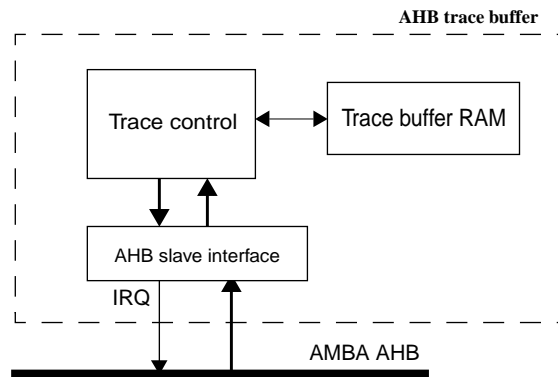 AHB trace buffer
Trace control
Trace buffer RAM
AHB slave interface
IRQ
AMBA AHB